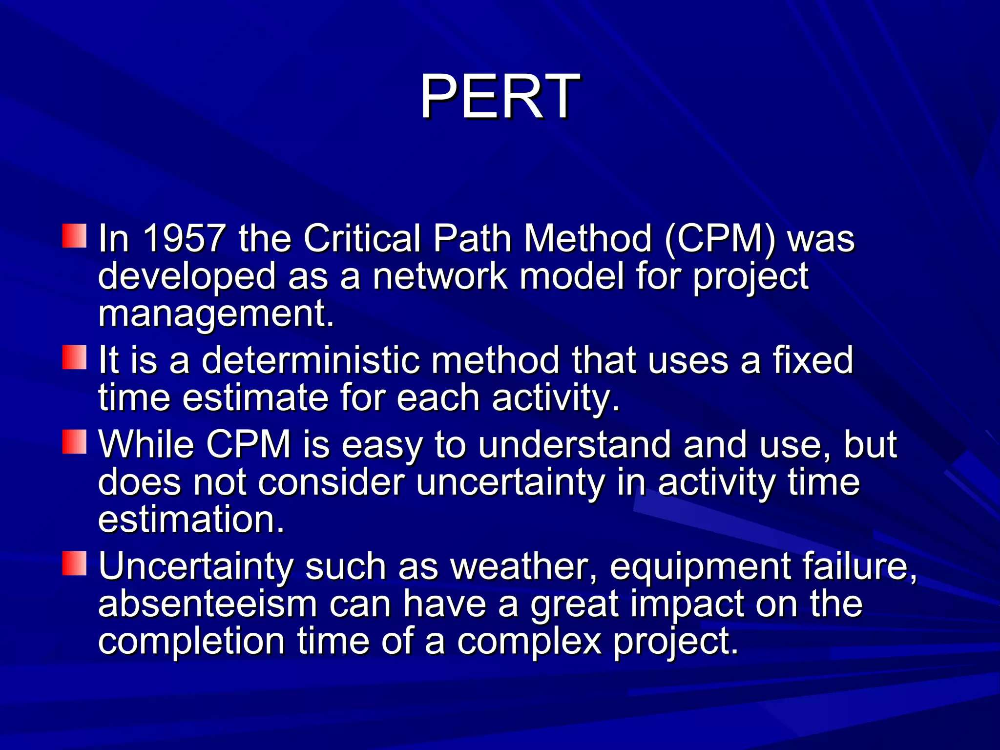 PERT
In 1957 the Critical Path Method (CPM) was
developed as a network model for project
management.
It is a deterministic method that uses a fixed
time estimate for each activity.
While CPM is easy to understand and use, but
does not consider uncertainty in activity time
estimation.
Uncertainty such as weather, equipment failure,
absenteeism can have a great impact on the
completion time of a complex project.